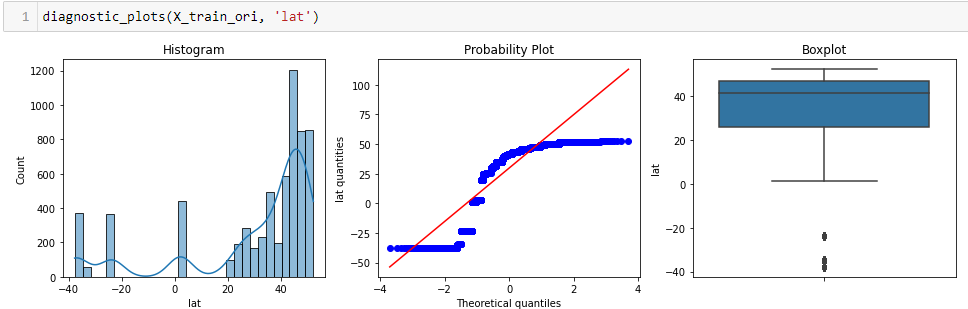 1 diagnostic_plots(X_train_ori, 'lat')
Histogram
Probability Plot
Boxplot
Count
1200
1000
800
600
400
200
0
−40 −20 0 20 40
lat
lat quantities
100
75
50
25
0
−25
−50
−4 −2 0 2 4
Theoretical quantiles
lat
40
20
0
−20
−40